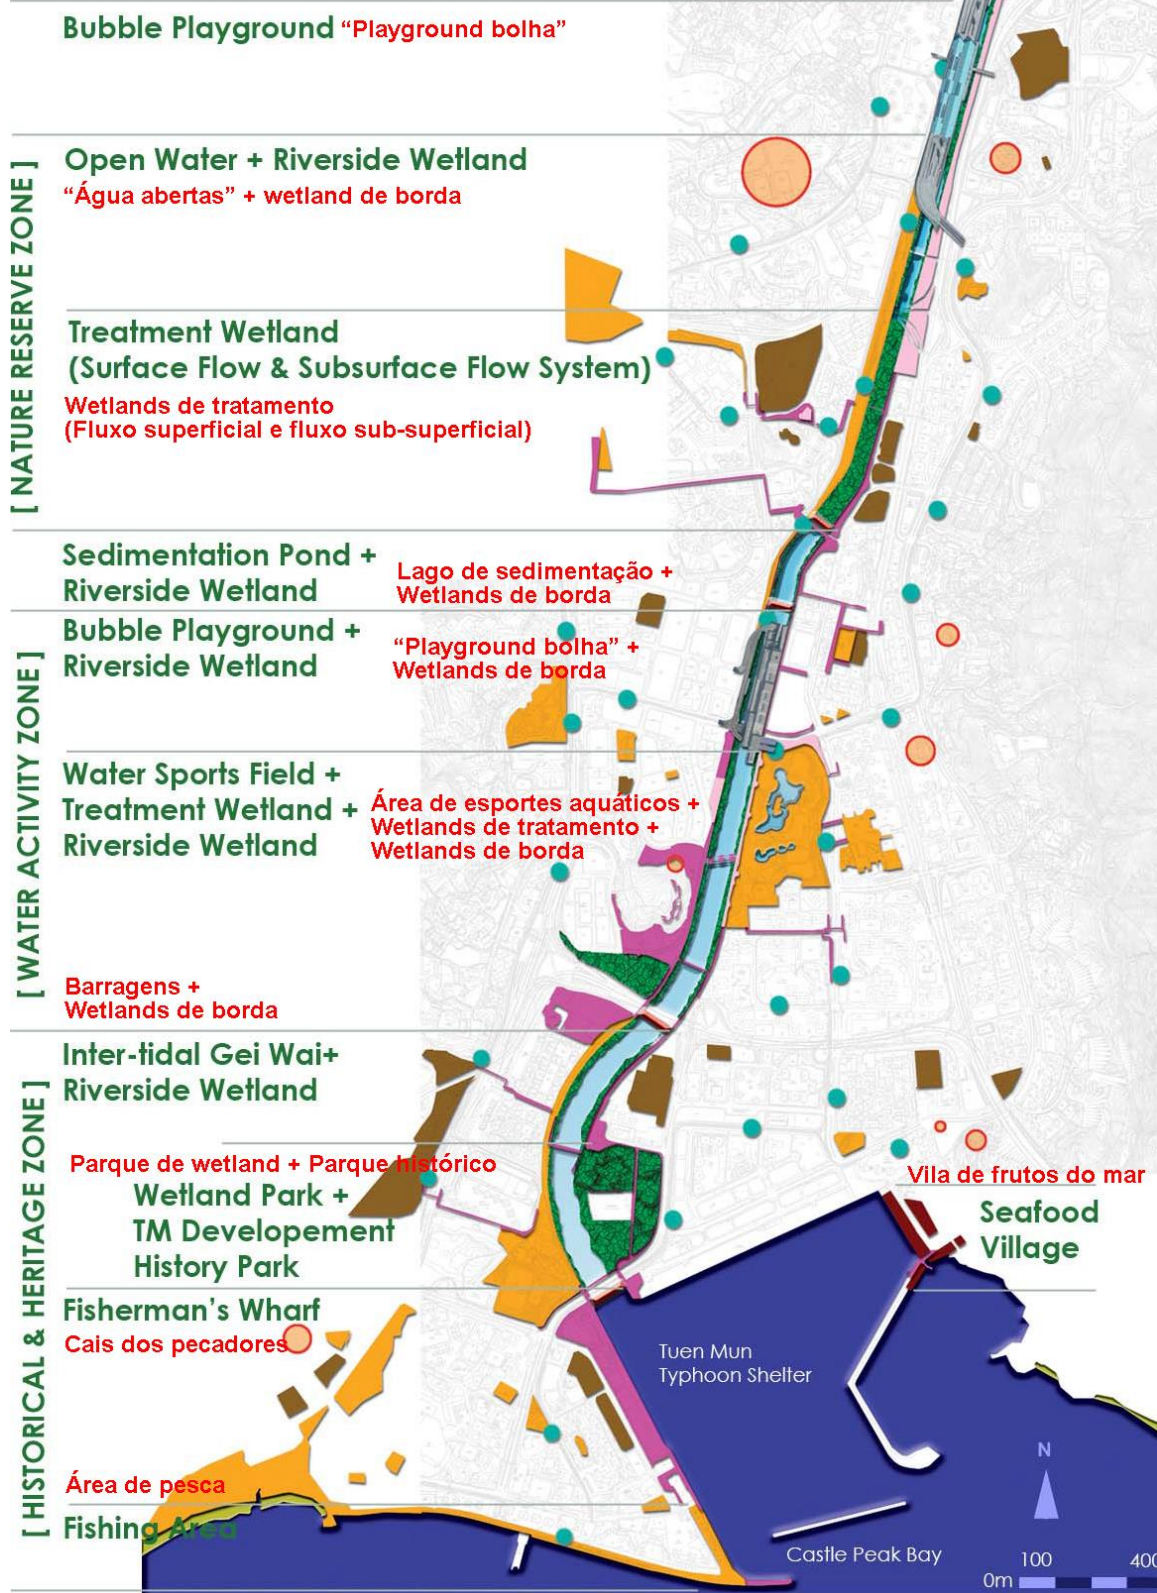 Bubble Playground “Playground bolha”
[ NATURE RESERVE ZONE ]
Open Water + Riverside Wetland
“Água abertas” + wetland de borda
Treatment Wetland
(Surface Flow & Subsurface Flow System)
Wetlands de tratamento
(Fluxo superficial e fluxo sub-superficial)
Sedimentation Pond +
Riverside Wetland
Lago de sedimentação +
Wetlands de borda
[ WATER ACTIVITY ZONE ]
Bubble Playground +
Riverside Wetland
“Playground bolha” +
Wetlands de borda
Water Sports Field +
Treatment Wetland +
Riverside Wetland
Área de esportes aquáticos +
Wetlands de tratamento +
Wetlands de borda
Barragens +
Wetlands de borda
[ HISTORICAL & HERITAGE ZONE ]
Inter-tidal Gei Wai+
Riverside Wetland
Parque de wetland + Parque histórico
Wetland Park +
TM Developement
History Park
Vila de frutos do mar
Seafood
Village
Fisherman’s Wharf
Cais dos pecadores
Tuen Mun
Typhoon Shelter
Área de pesca
Fishing Area
Castle Peak Bay
N
100 400
0m